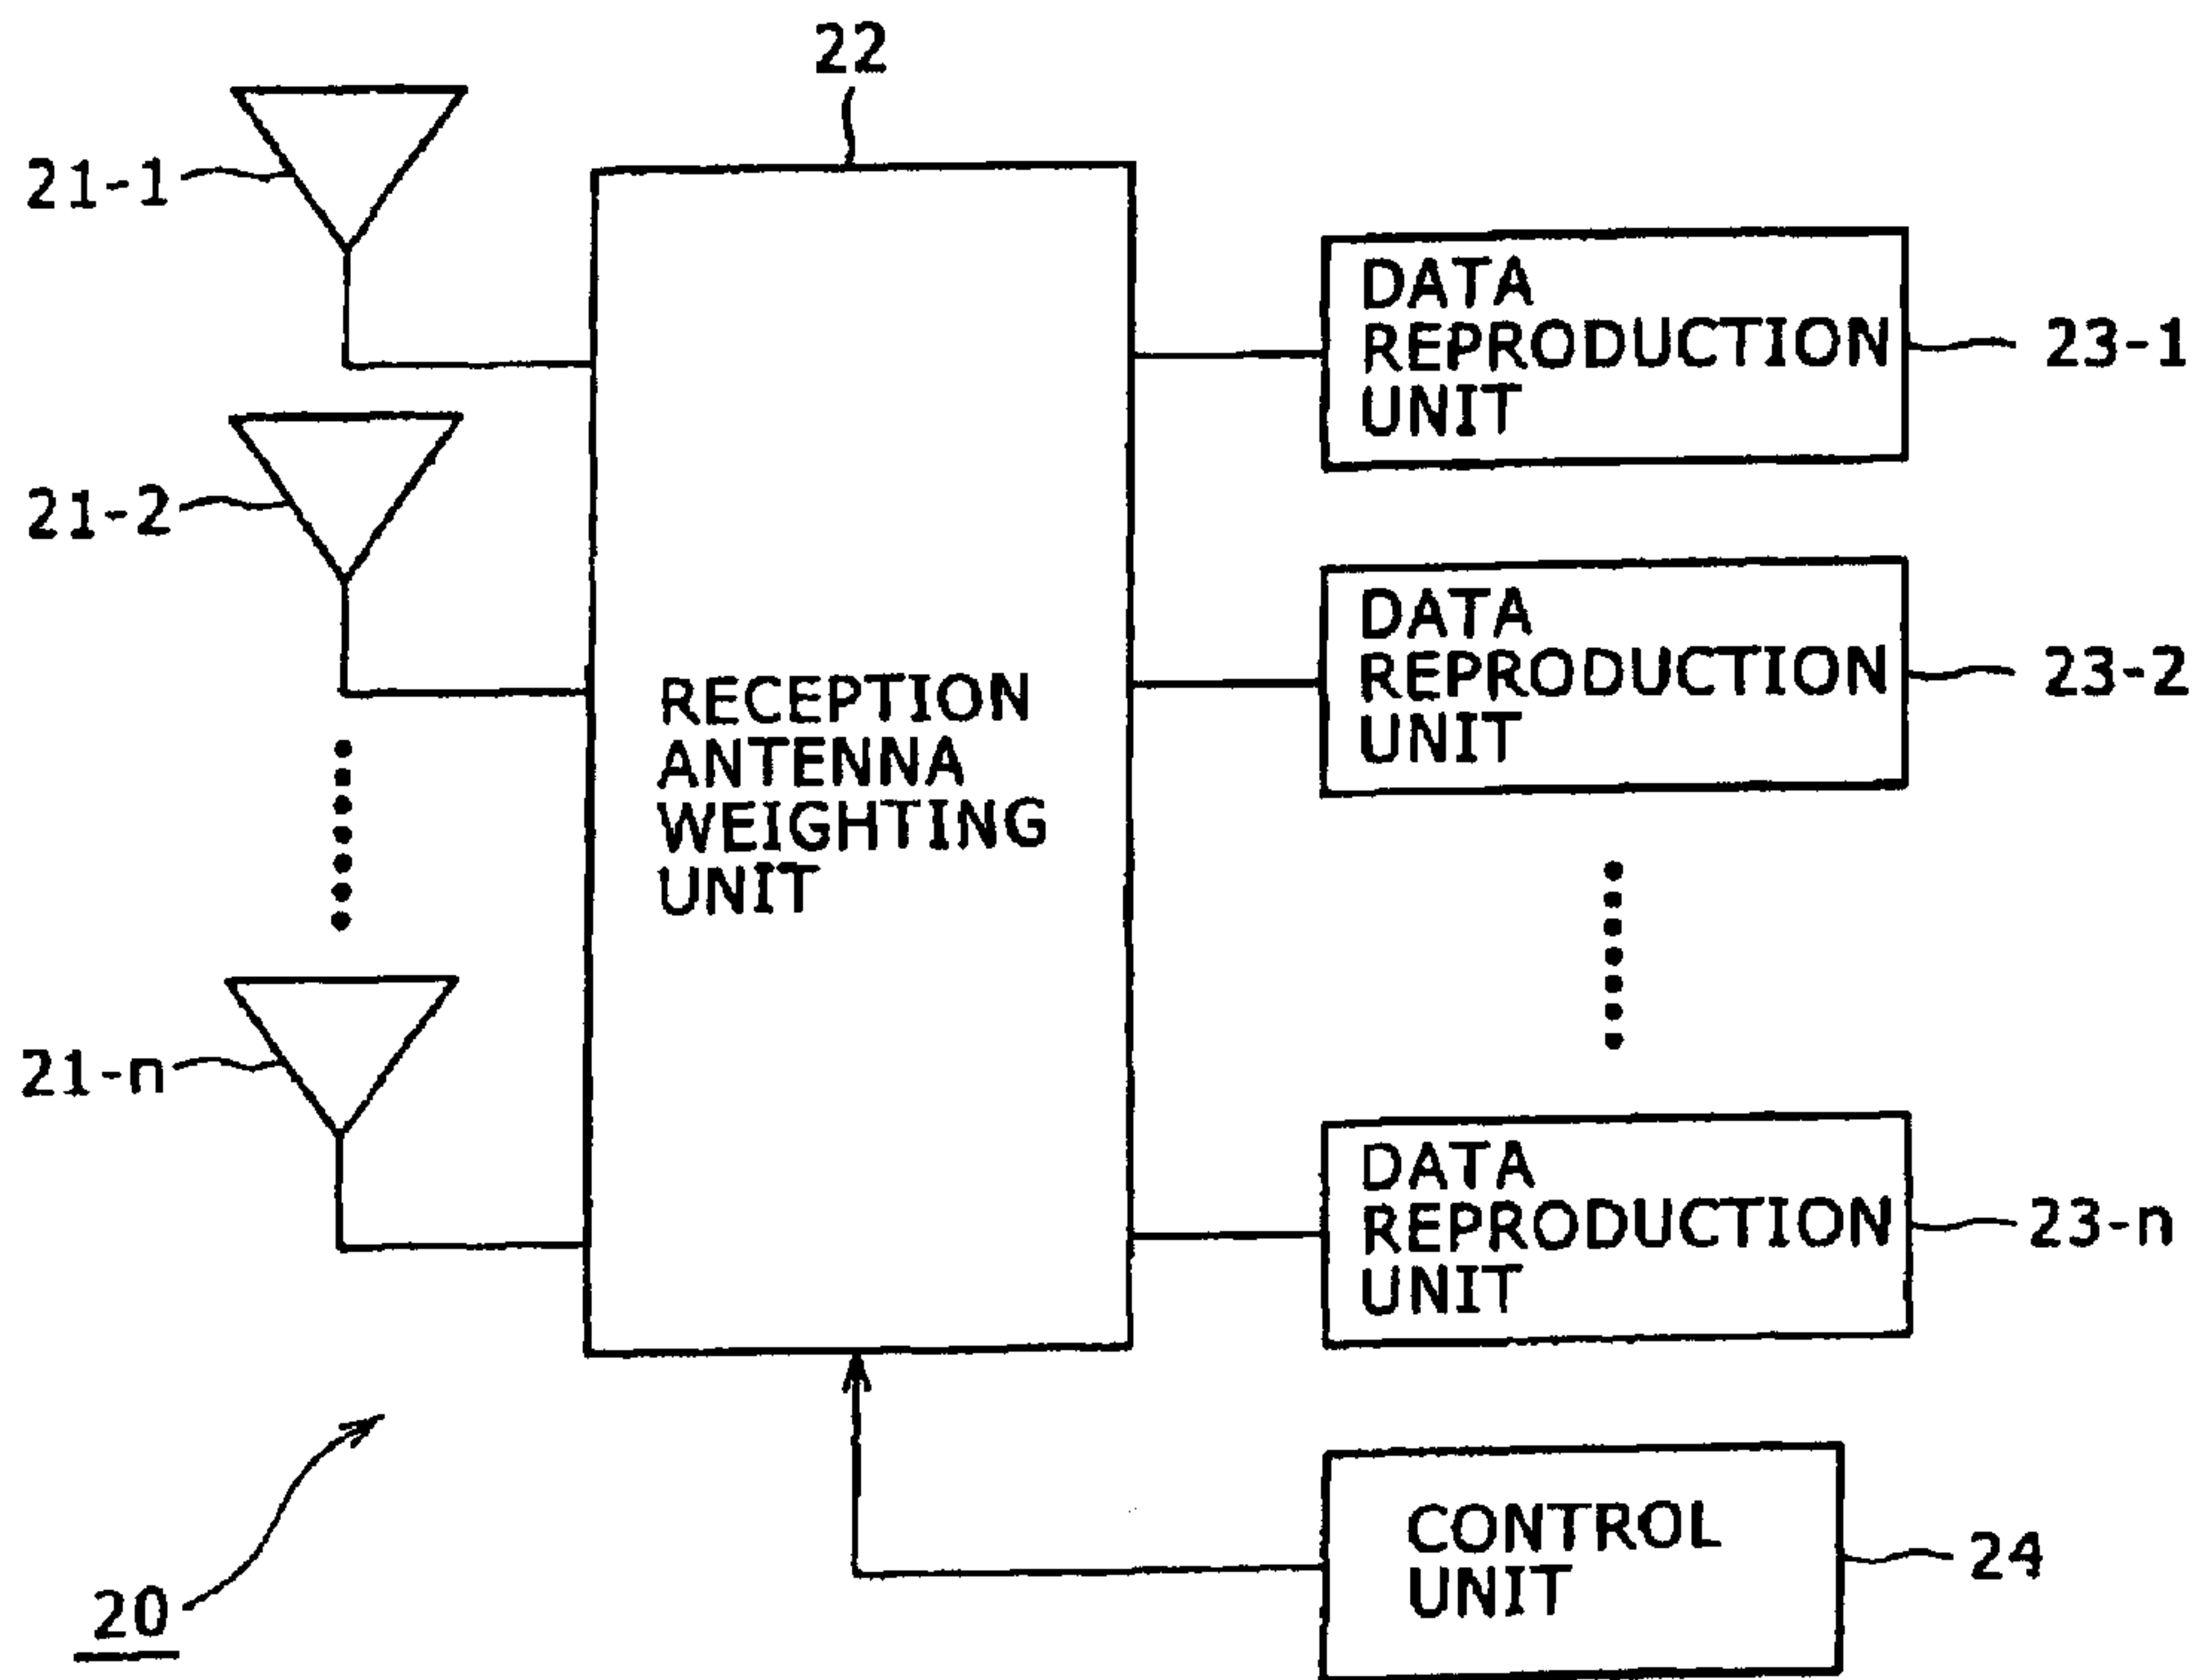 22
21-1
DATA
REPRODUCTION
UNIT
23-1
21-2
DATA
REPRODUCTION
UNIT
23-2
RECEPTION
ANTENNA
WEIGHTING
UNIT
21-n
DATA
REPRODUCTION
UNIT
23-n
CONTROL
UNIT
24
20